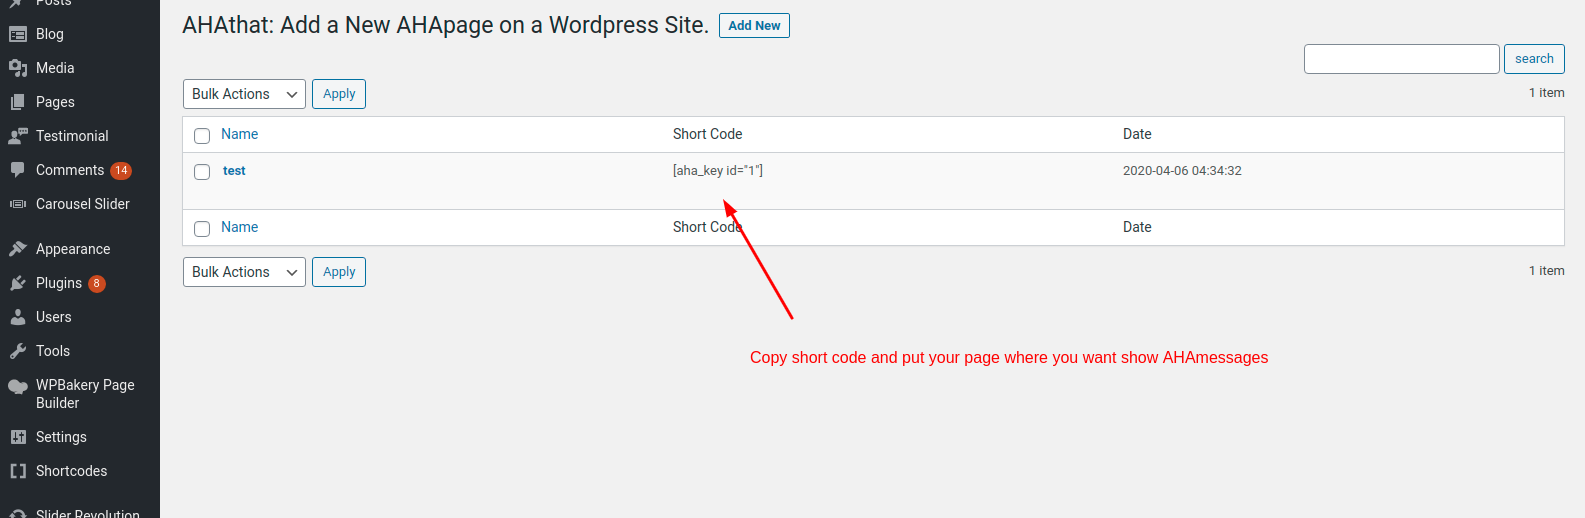 Posts
Blog
Media
Pages
Testimonial
Comments 14
Carousel Slider
Appearance
Plugins 8
Users
Tools
WPBakery Page
Builder
Settings
Shortcodes
Slider Revolution
AHAthat: Add a New AHApage on a Wordpress Site. Add New
search
Bulk Actions Apply 1 item
Name Short Code Date
test [aha_key id="1"] 2020-04-06 04:34:32
Name Short Code Date
Bulk Actions Apply 1 item
Copy short code and put your page where you want show AHAmessages